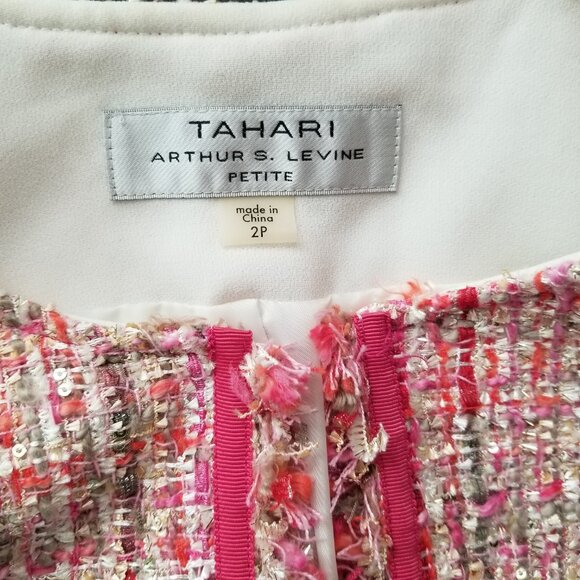 TAHARI
ARTHUR S. LEVINE
PETITE
made in
China
2P